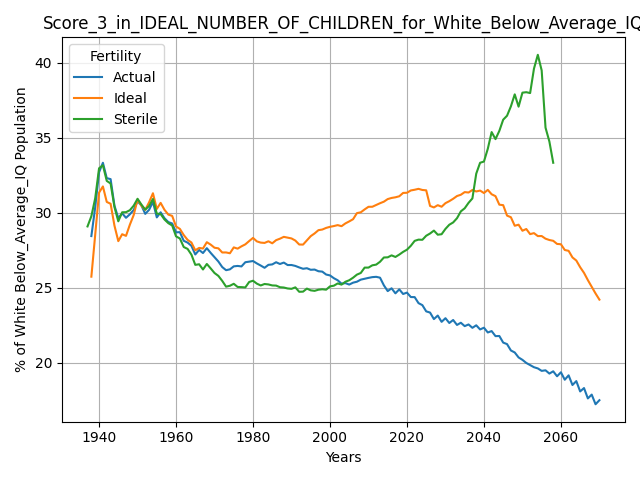 Score_3_in_IDEAL_NUMBER_OF_CHILDREN_for_White_Below_Average_IQ
Fertility
Actual
Ideal
Sterile
% of White Below_Average_IQ Population
40
35
30
25
20
1940 1960 1980 2000 2020 2040 2060
Years